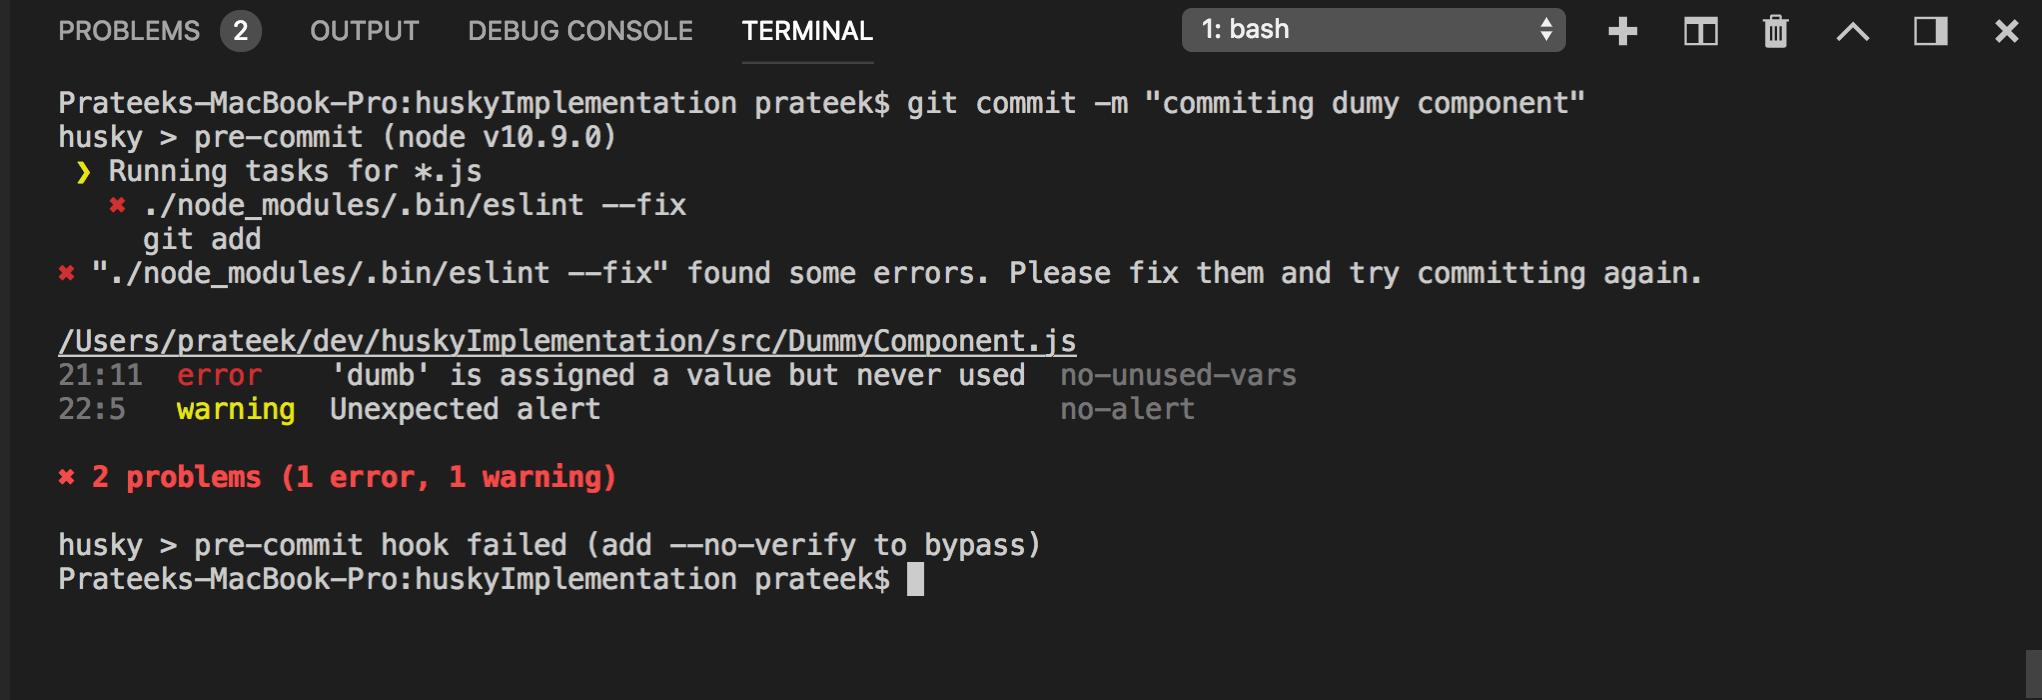 PROBLEMS 2 OUTPUT DEBUG CONSOLE TERMINAL 1: bash
Prateeks-MacBook-Pro:huskyImplementation prateek$ git commit -m "commiting dumy component"
husky > pre-commit (node v10.9.0)
❯ Running tasks for *.js
✖ ./node_modules/.bin/eslint --fix
git add
✖ "./node_modules/.bin/eslint --fix" found some errors. Please fix them and try committing again.
/Users/prateek/dev/huskyImplementation/src/DummyComponent.js
21:11 error 'dumb' is assigned a value but never used no-unused-vars
22:5 warning Unexpected alert no-alert
✖ 2 problems (1 error, 1 warning)
husky > pre-commit hook failed (add --no-verify to bypass)
Prateeks-MacBook-Pro:huskyImplementation prateek$